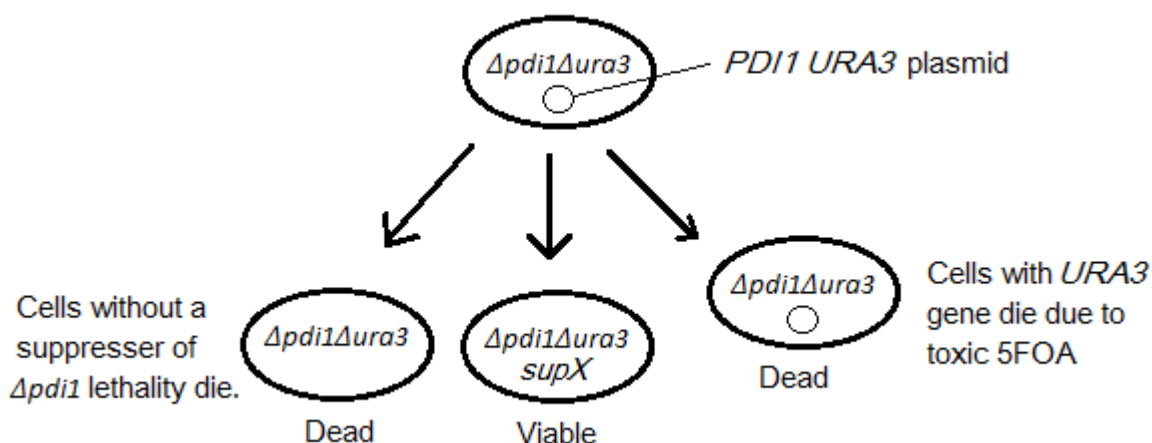 Δpdi1Δura3
PDI1 URA3 plasmid
Cells without a
suppresser of
Δpdi1 lethality die.
Δpdi1Δura3
Dead
Δpdi1Δura3
supX
Viable
Δpdi1Δura3
Dead
Cells with URA3
gene die due to
toxic 5FOA